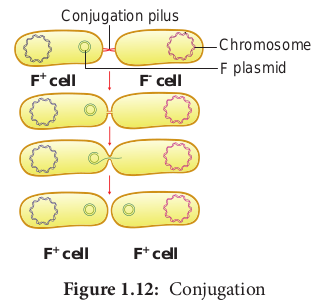 Conjugation pilus
Chromosome
F plasmid
F⁺ cell
F⁻ cell
F⁺ cell
F⁺ cell
Figure 1.12: Conjugation